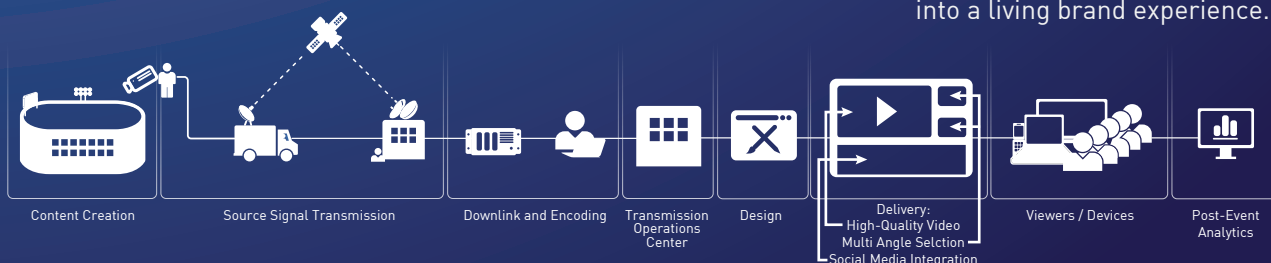 into a living brand experience.
Content Creation
Source Signal Transmission
Downlink and Encoding
Transmission
Operations
Center
Design
Delivery:
High-Quality Video
Multi Angle Selction
Social Media Integration
Viewers / Devices
Post-Event
Analytics